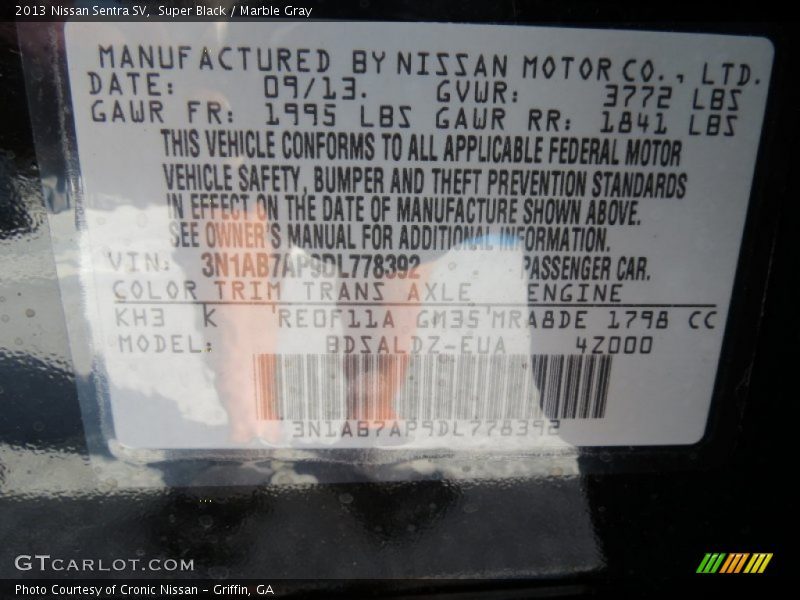 2013 Nissan Sentra SV, Super Black / Marble Gray
MANUFACTURED BY NISSAN MOTOR CO., LTD.
DATE: 09/13. GVWR: 3772 LBS
GAWR FR: 1995 LBS GAWR RR: 1841 LBS
THIS VEHICLE CONFORMS TO ALL APPLICABLE FEDERAL MOTOR
VEHICLE SAFETY, BUMPER AND THEFT PREVENTION STANDARDS
IN EFFECT ON THE DATE OF MANUFACTURE SHOWN ABOVE.
SEE OWNER'S MANUAL FOR ADDITIONAL INFORMATION.
VIN: 3N1AB7AP9DL778392 PASSENGER CAR.
COLOR TRIM TRANS AXLE ENGINE
KH3 K 'RE0F11A GM35'MRA8DE 1798 CC
MODEL: BDSALDZ-EUA 4Z000
3N1AB7AP9DL778392
GTcarlot.com
Photo Courtesy of Cronic Nissan - Griffin, GA